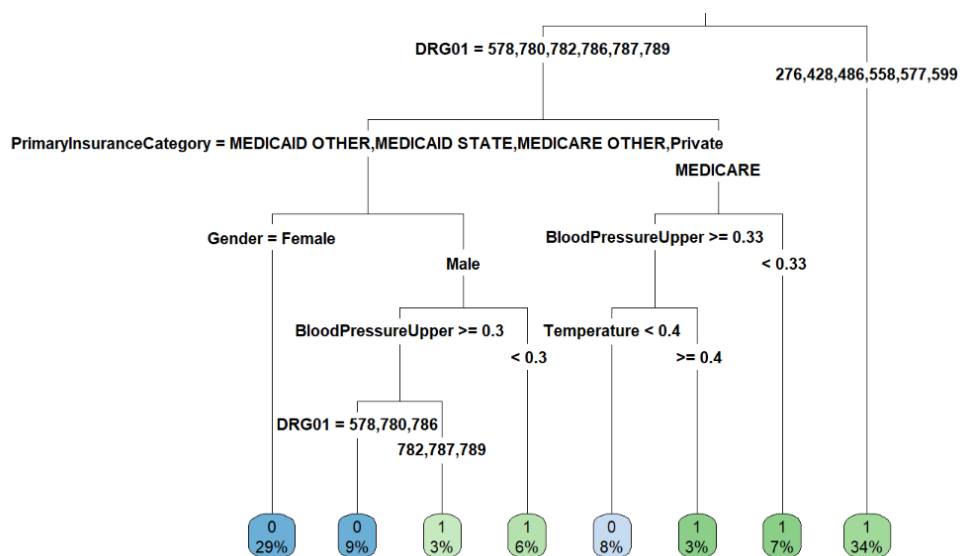 DRG01 = 578,780,782,786,787,789
276,428,486,558,577,599
PrimaryInsuranceCategory = MEDICAID OTHER,MEDICAID STATE,MEDICARE OTHER,Private
MEDICARE
Gender = Female
Male
BloodPressureUpper >= 0.33
< 0.33
BloodPressureUpper >= 0.3
< 0.3
Temperature < 0.4
>= 0.4
DRG01 = 578,780,786
782,787,789
0
29%
0
9%
1
3%
1
6%
0
8%
1
3%
1
7%
1
34%